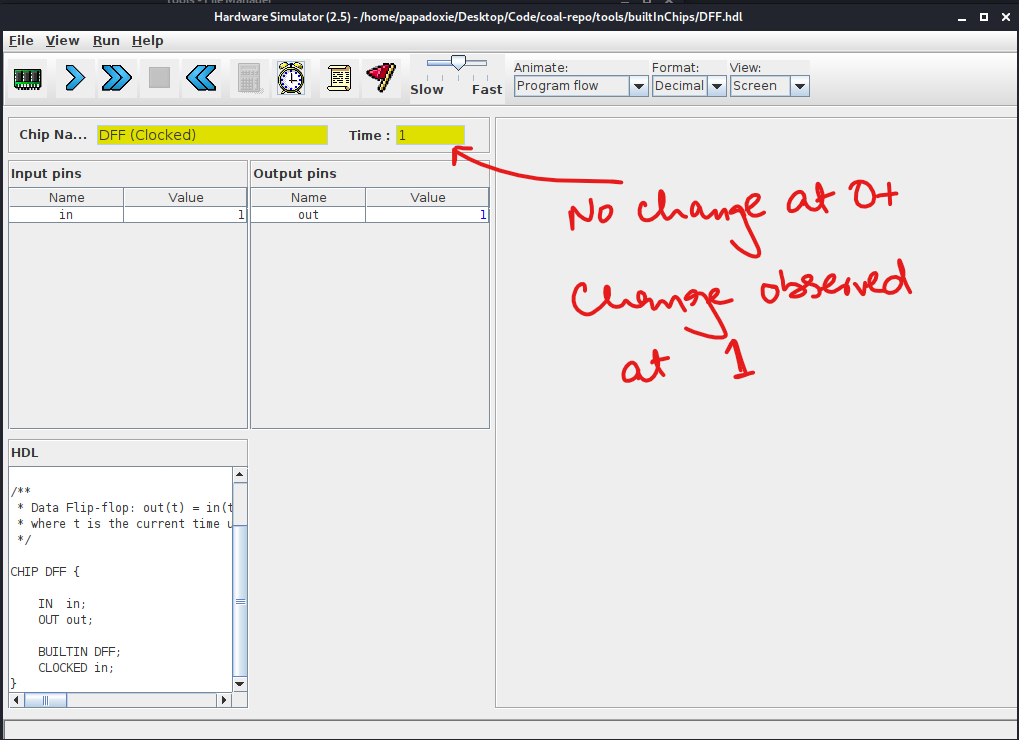 Hardware Simulator (2.5) - /home/papadoxie/Desktop/Code/coal-repo/tools/builtInChips/DFF.hdl
File View Run Help
Slow Fast
Animate: Format: View:
Program flow Decimal Screen
Chip Na... DFF (Clocked) Time : 1
Input pins Output pins
Name Value Name Value
in 1 out 1
No change at 0+
Change observed
at 1
HDL
/**
* Data Flip-flop: out(t) = in(t
* where t is the current time u
*/
CHIP DFF {
IN in;
OUT out;
BUILTIN DFF;
CLOCKED in;
}